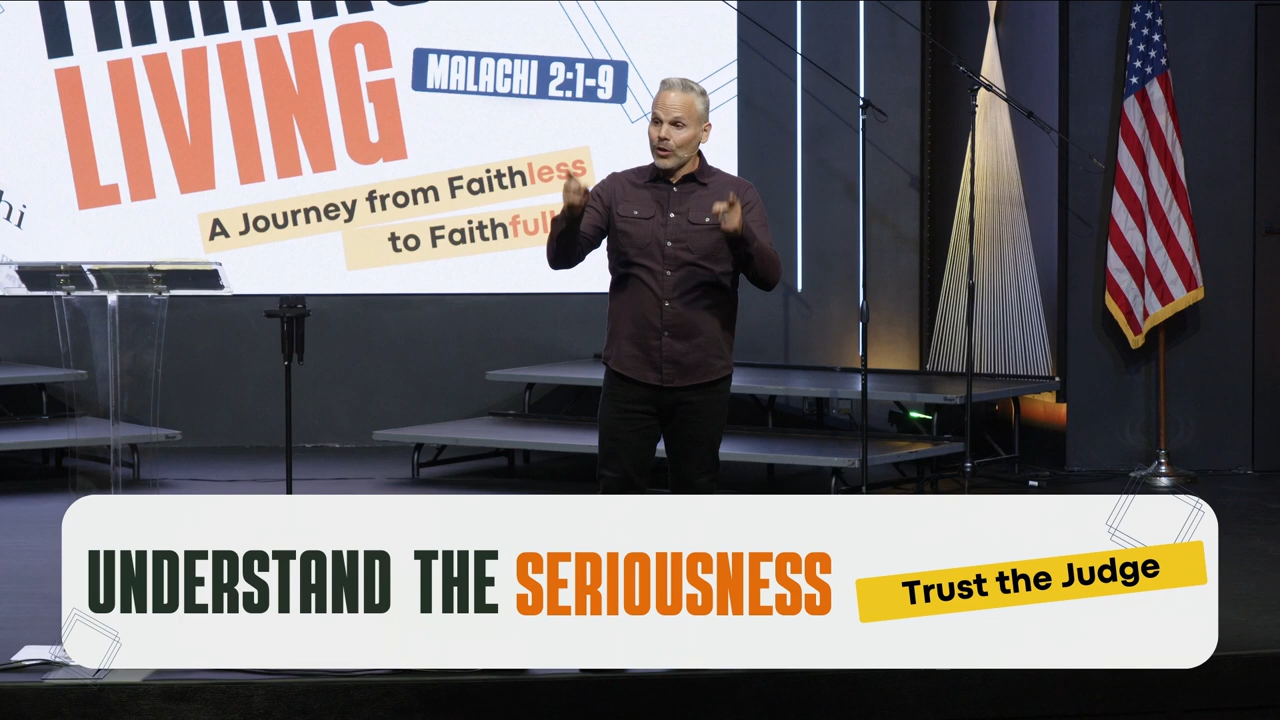 LIVING
MALACHI 2:1-9
A Journey from Faithless
to Faithful
UNDERSTAND THE SERIOUSNESS
Trust the Judge